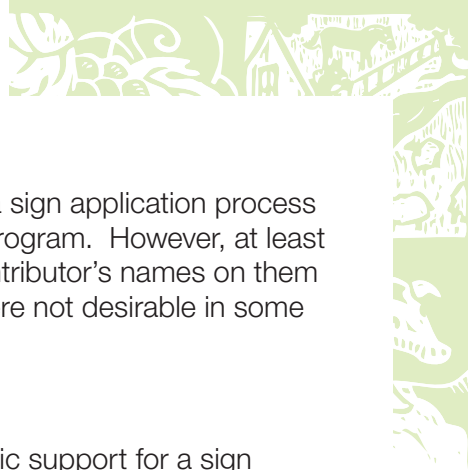 sign application process
rogram.  However, at least
ntributor's names on them
re not desirable in some
ic support for a sign